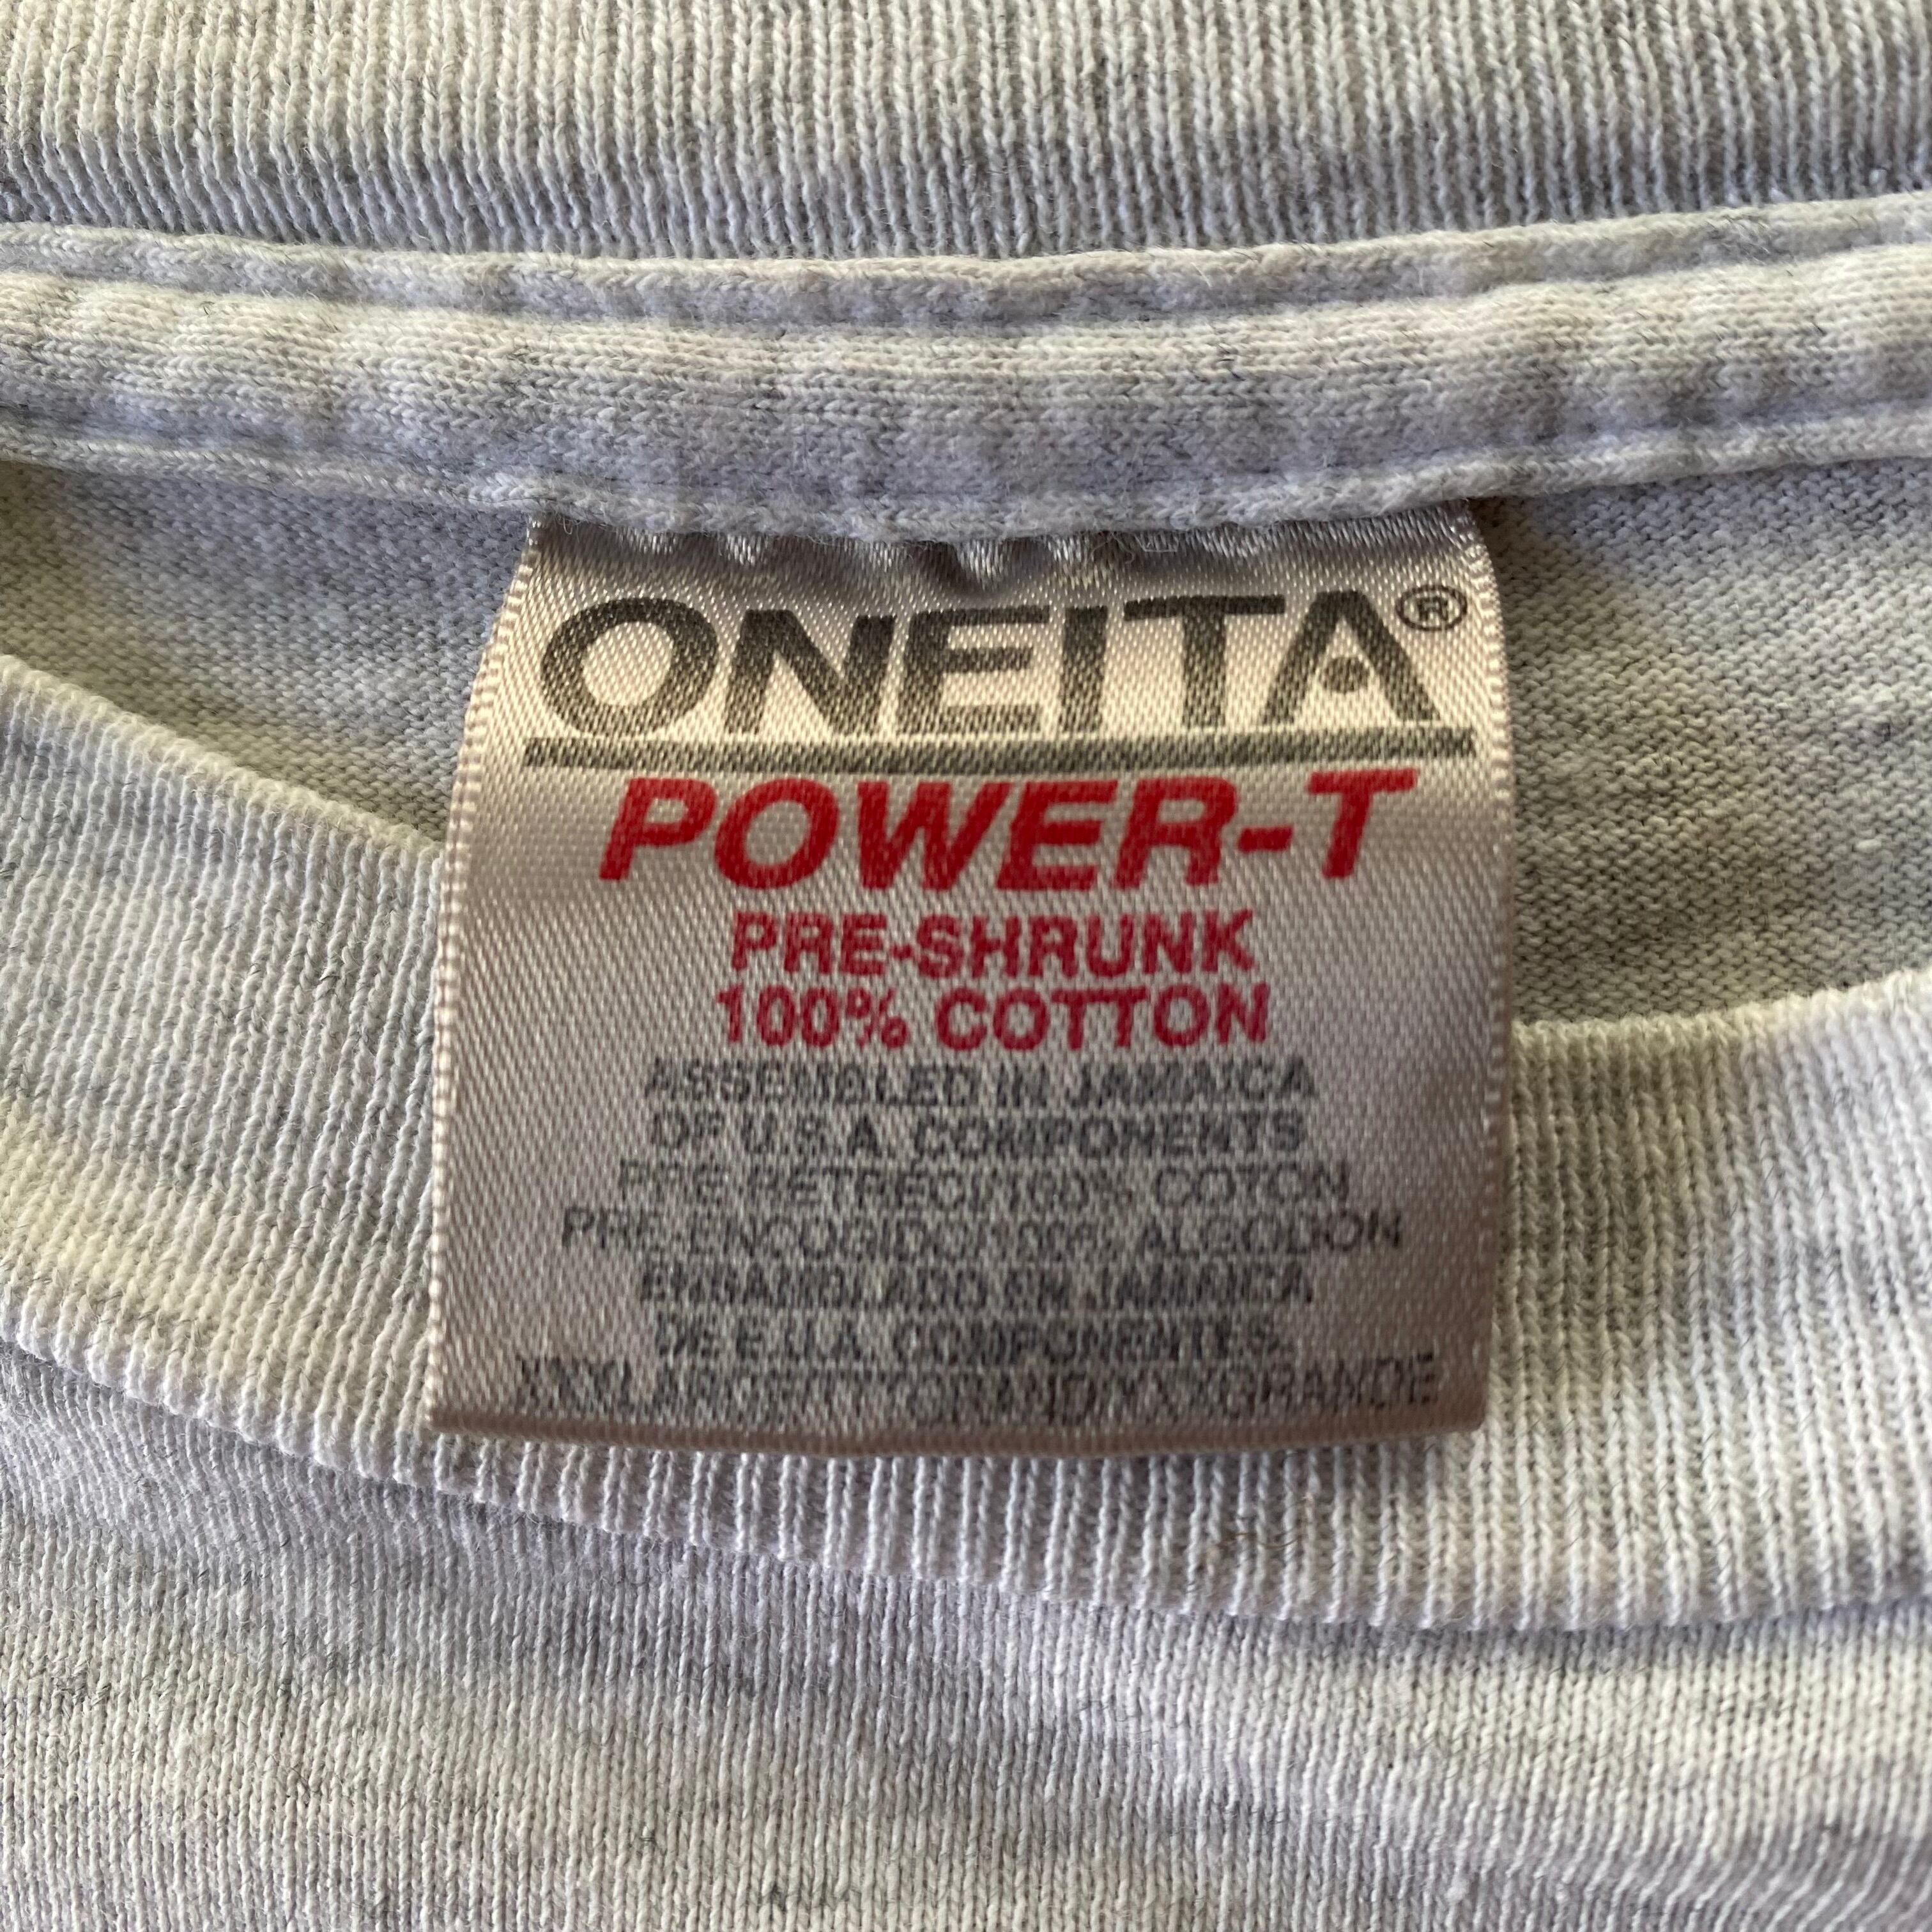 ONEITA®
POWER-T
PRE-SHRUNK
100% COTTON
ASSEMBLED IN JAMAICA
OF U.S.A. COMPONENTS
PRE-RETRECI/100% COTON
PRE-ENCOGIDO/100% ALGODON
ENSAMBLADO EN JAMAICA
DE E.U.A. COMPONENTES